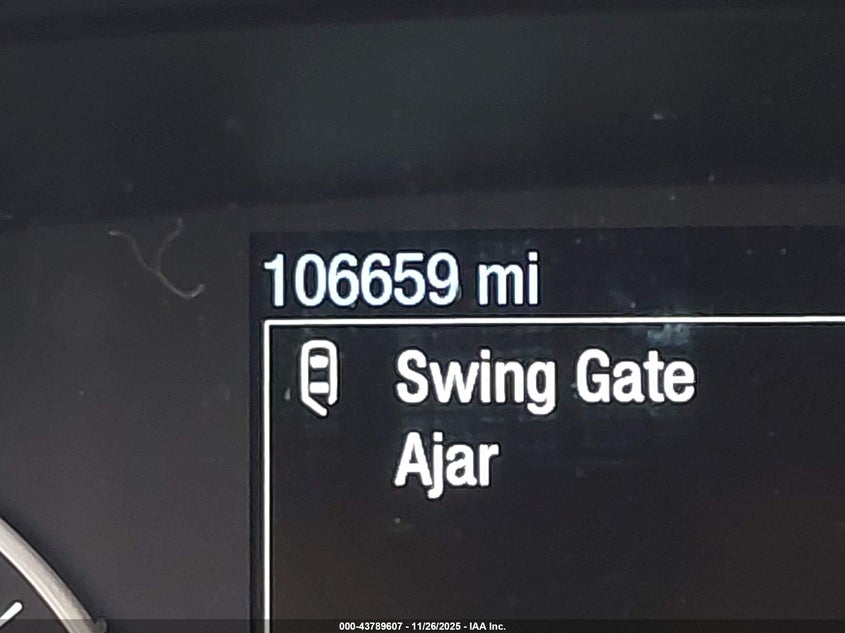 106659 mi
Swing Gate
Ajar
000-43789607 - 11/26/2025 - IAA Inc.